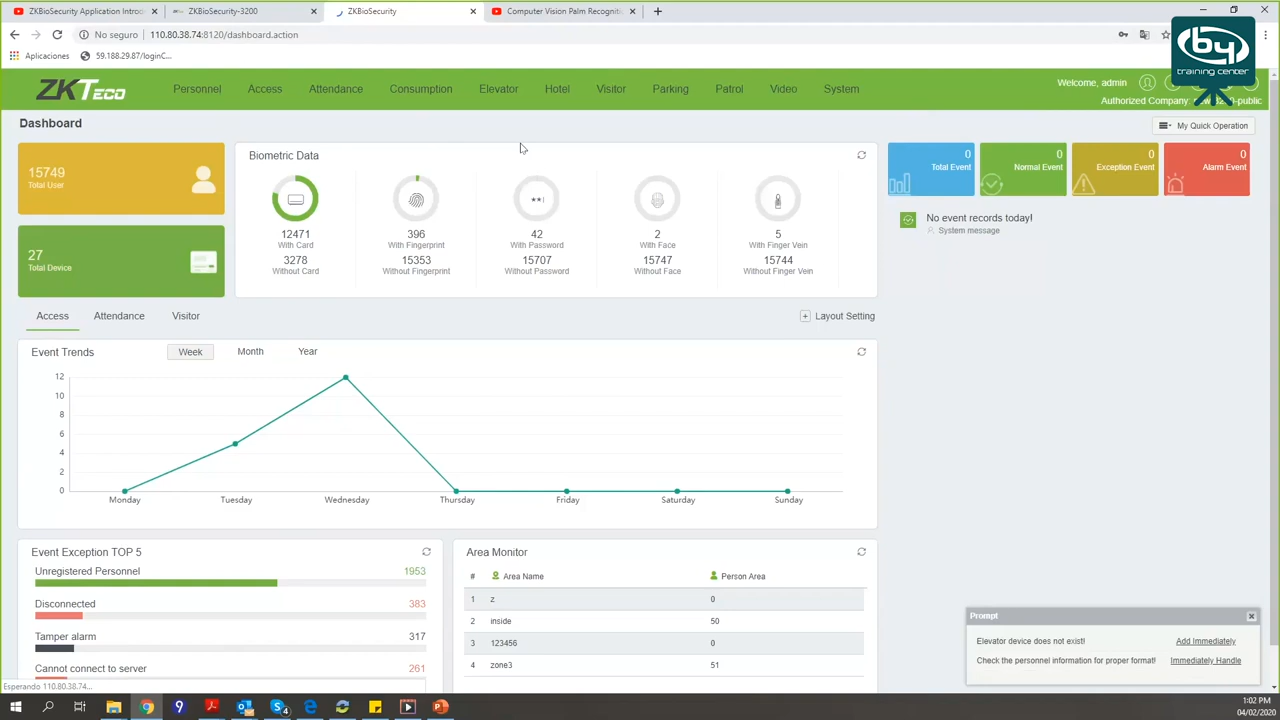 ZKBioSecurity Application Introdu
ZKBioSecurity-3200
ZKBioSecurity
Computer Vision Palm Recogniti
No seguro
110.80.38.74:8120/dashboard.action
Aplicaciones
59.188.29.87/loginC...
ZKTECO
Personnel
Access
Attendance
Consumption
Elevator
Hotel
Visitor
Parking
Patrol
Video
System
Welcome, admin
Authorized Company:
-public
by
training center
Dashboard
My Quick Operation
15749
Total User
27
Total Device
Biometric Data
12471
With Card
3278
Without Card
396
With Fingerprint
15353
Without Fingerprint
42
With Password
15707
Without Password
2
With Face
15747
Without Face
5
With Finger Vein
15744
Without Finger Vein
0
Total Event
0
Normal Event
0
Exception Event
0
Alarm Event
No event records today!
System message
Access
Attendance
Visitor
Layout Setting
Event Trends
Week
Month
Year
12
10
8
6
4
2
0
Monday
Tuesday
Wednesday
Thursday
Friday
Saturday
Sunday
Event Exception TOP 5
Unregistered Personnel 1953
Disconnected 383
Tamper alarm 317
Cannot connect to server 261
Area Monitor
# Area Name Person Area
1 z 0
2 inside 50
3 123456 0
4 zone3 51
Prompt
Elevator device does not exist! Add Immediately
Check the personnel information for proper format! Immediately Handle
Esperando 110.80.38.74...
1:02 PM
04/02/2020